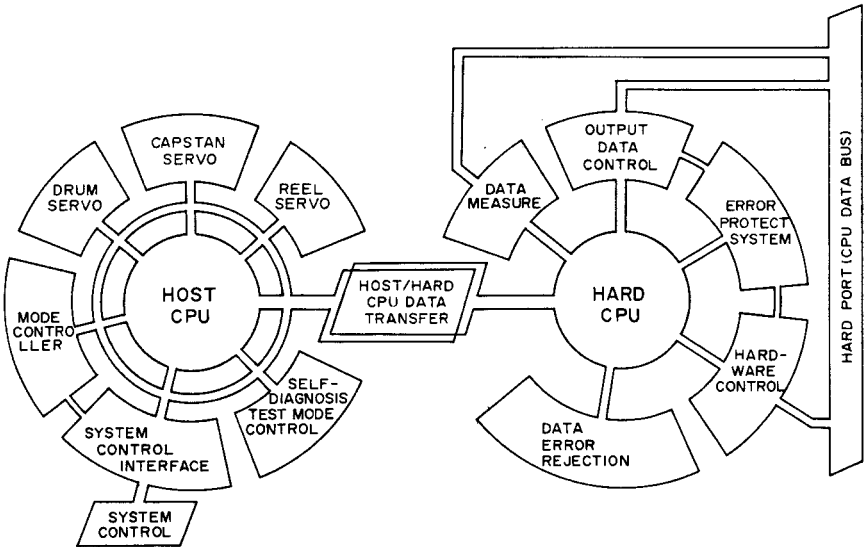 CAPSTAN
SERVO
DRUM
SERVO
REEL
SERVO
HOST
CPU
MODE
CONTRO
LLER
SYSTEM
CONTROL
INTERFACE
SELF-
DIAGNOSIS
TEST MODE
CONTROL
SYSTEM
CONTROL
HOST/HARD
CPU DATA
TRANSFER
OUTPUT
DATA
CONTROL
DATA
MEASURE
ERROR
PROTECT
SYSTEM
HARD
CPU
HARD-
WARE
CONTROL
DATA
ERROR
REJECTION
HARD PORT (CPU DATA BUS)